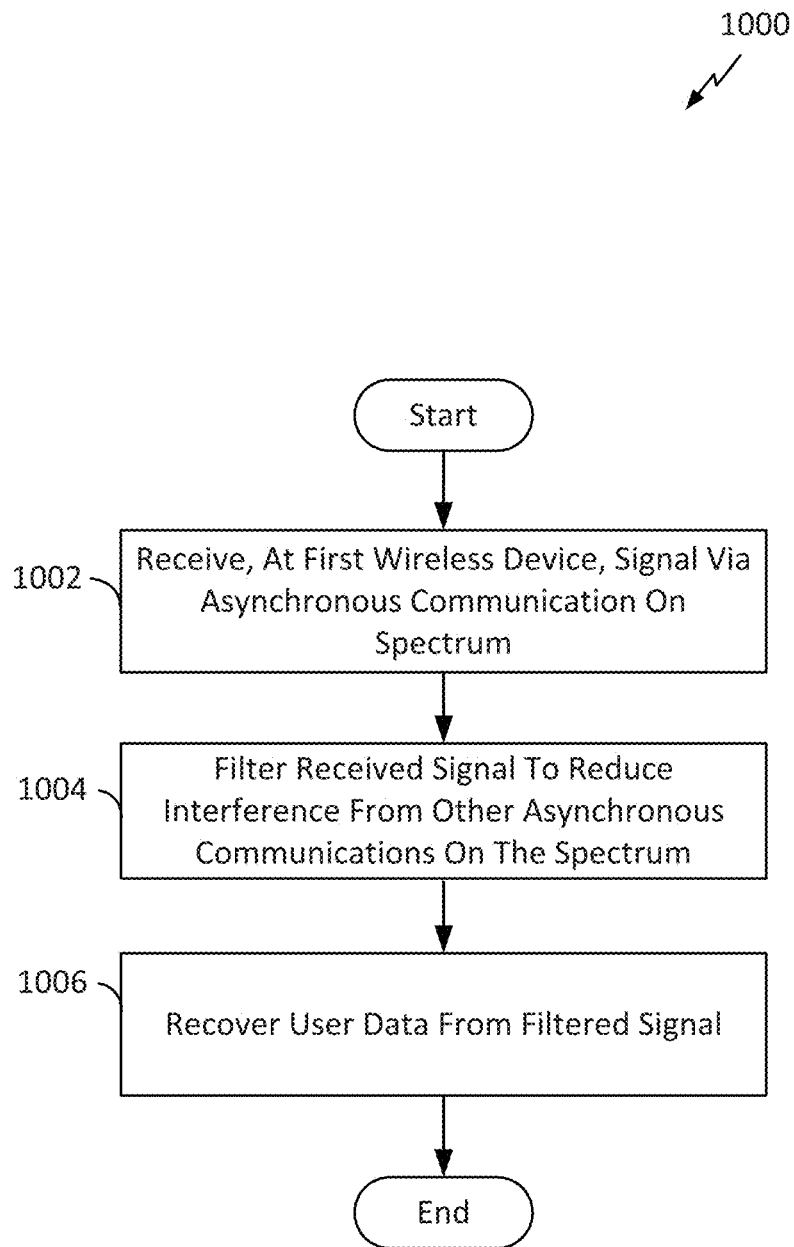 1000
Start
1002
Receive, At First Wireless Device, Signal Via
Asynchronous Communication On
Spectrum
1004
Filter Received Signal To Reduce
Interference From Other Asynchronous
Communications On The Spectrum
1006
Recover User Data From Filtered Signal
End